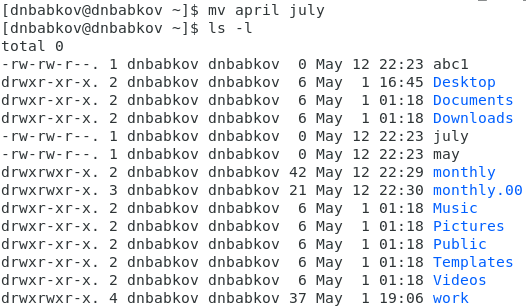 [dnbabkov@dnbabkov ~]$ mv april july
[dnbabkov@dnbabkov ~]$ ls -l
total 0
-rw-rw-r--. 1 dnbabkov dnbabkov  0 May 12 22:23 abc1
drwxr-xr-x. 2 dnbabkov dnbabkov  6 May  1 16:45 Desktop
drwxr-xr-x. 2 dnbabkov dnbabkov  6 May  1 01:18 Documents
drwxr-xr-x. 2 dnbabkov dnbabkov  6 May  1 01:18 Downloads
-rw-rw-r--. 1 dnbabkov dnbabkov  0 May 12 22:23 july
-rw-rw-r--. 1 dnbabkov dnbabkov  0 May 12 22:23 may
drwxrwxr-x. 2 dnbabkov dnbabkov 42 May 12 22:29 monthly
drwxrwxr-x. 3 dnbabkov dnbabkov 21 May 12 22:30 monthly.00
drwxr-xr-x. 2 dnbabkov dnbabkov  6 May  1 01:18 Music
drwxr-xr-x. 2 dnbabkov dnbabkov  6 May  1 01:18 Pictures
drwxr-xr-x. 2 dnbabkov dnbabkov  6 May  1 01:18 Public
drwxr-xr-x. 2 dnbabkov dnbabkov  6 May  1 01:18 Templates
drwxr-xr-x. 2 dnbabkov dnbabkov  6 May  1 01:18 Videos
drwxrwxr-x. 4 dnbabkov dnbabkov 37 May  1 19:06 work